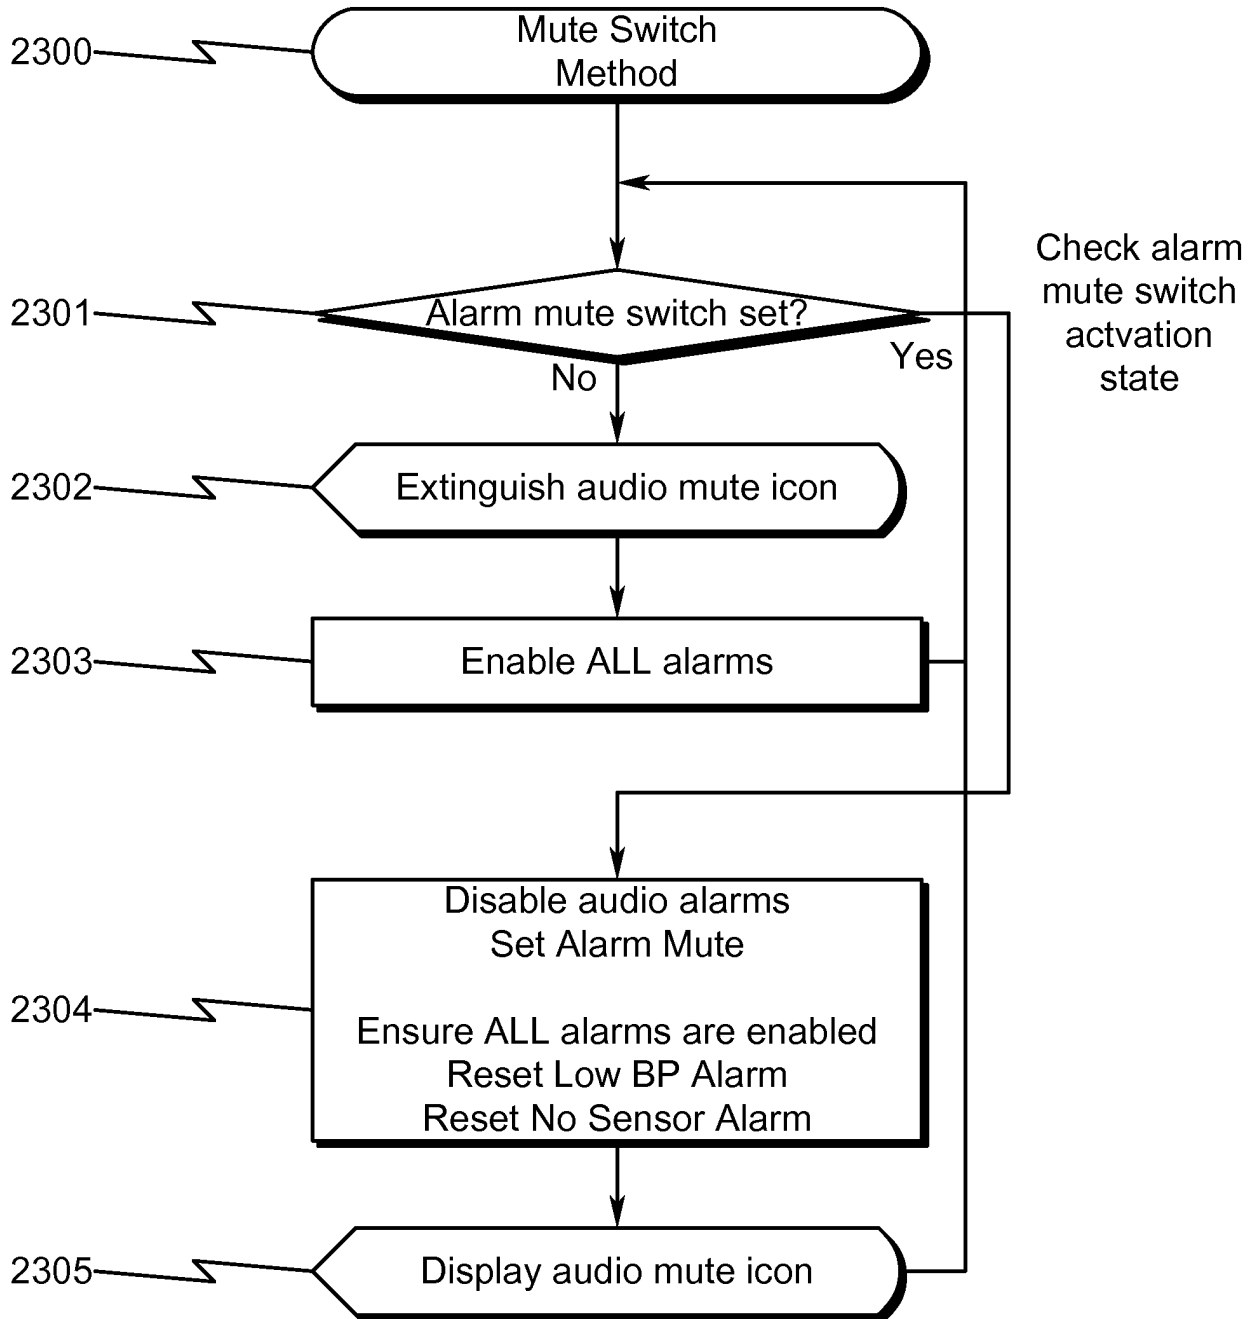 2300
Mute Switch
Method
Check alarm
mute switch
actvation
state
2301
Alarm mute switch set?
Yes
No
2302
Extinguish audio mute icon
2303
Enable ALL alarms
2304
Disable audio alarms
Set Alarm Mute
Ensure ALL alarms are enabled
Reset Low BP Alarm
Reset No Sensor Alarm
2305
Display audio mute icon